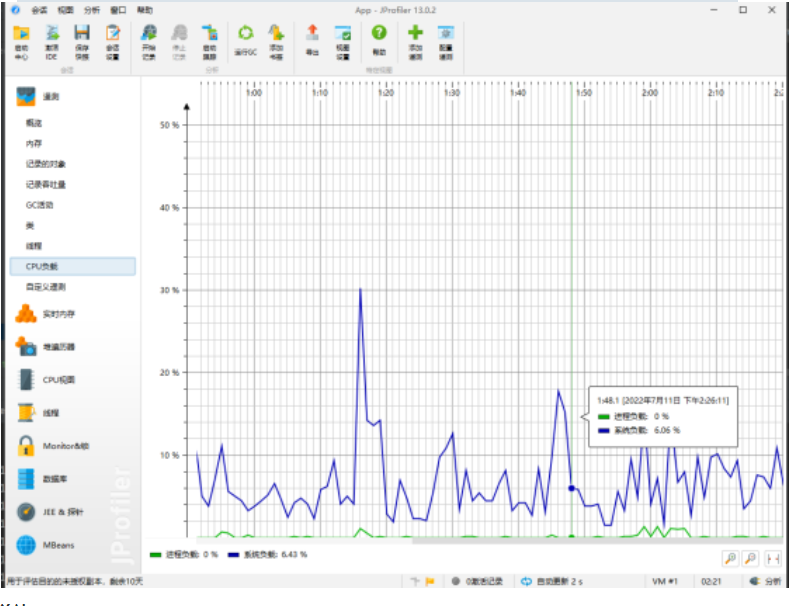 会话 视图 分析 窗口 帮助
App - JProfiler 13.0.2
启动中心 激活IDE 保存快照 会话设置 开始记录 停止记录 启动跟踪 运行GC 添加书签 导出 视图设置 帮助 添加遥测 配置遥测
会话 分析 特定视图
遥测
概览
内存
记录的对象
记录吞吐量
GC活动
类
线程
CPU负载
自定义遥测
实时内存
堆遍历器
CPU视图
线程
Monitor&锁
数据库
JEE & 探针
MBeans
JProfiler
1:00 1:10 1:20 1:30 1:40 1:50 2:00 2:10
50 %
40 %
30 %
20 %
10 %
1:48.1 [2022年7月11日 下午2:26:11]
进程负载: 0 %
系统负载: 6.06 %
进程负载: 0 % 系统负载: 6.43 %
用于评估目的的未授权副本。剩余10天
0激活记录 自动更新 2 s VM #1 02:21 分析